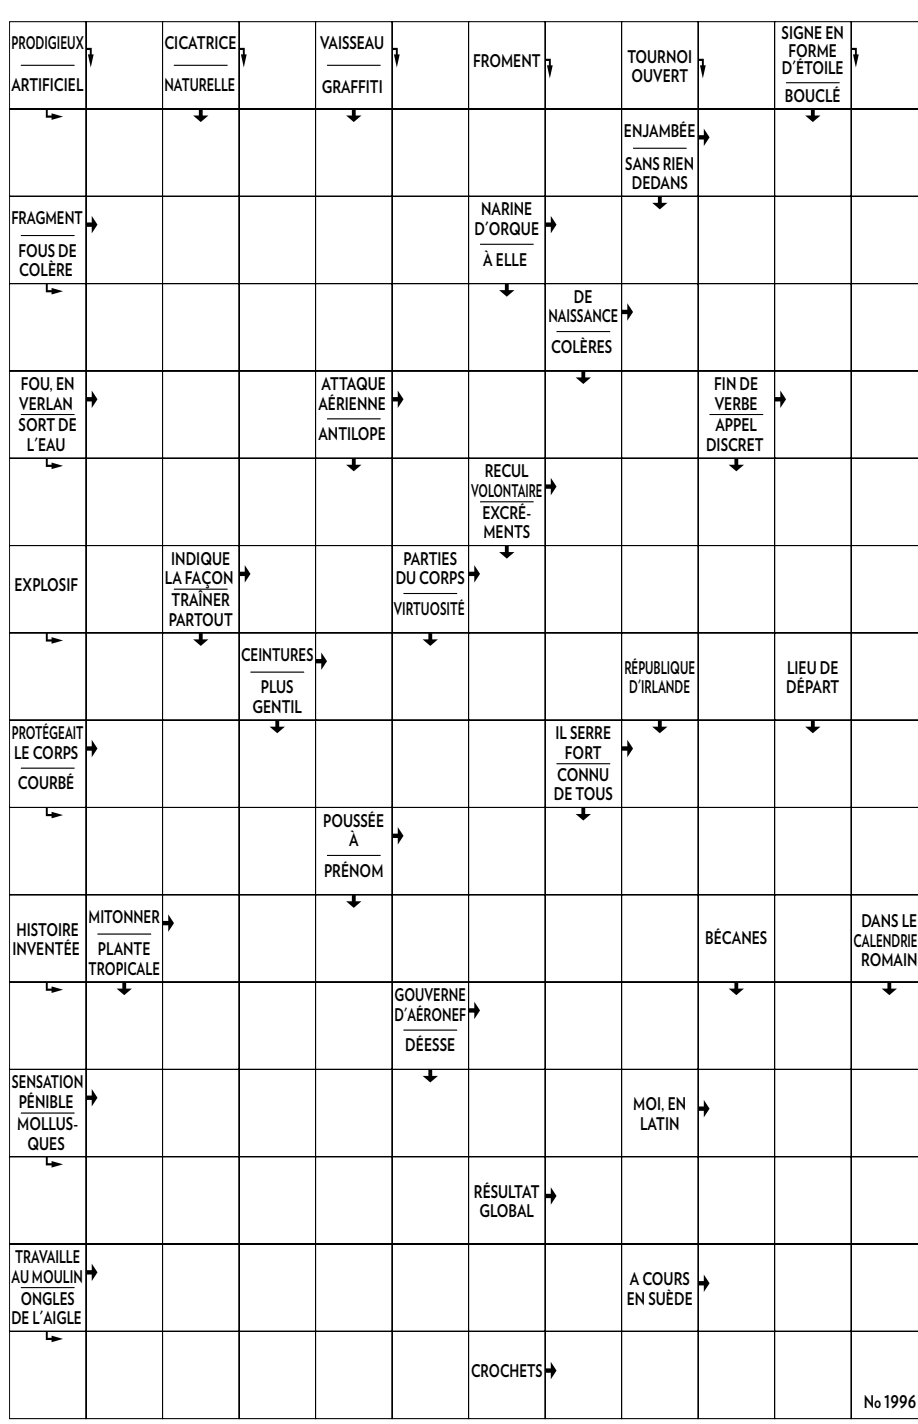 PRODIGIEUX
ARTIFICIEL
CICATRICE
NATURELLE
VAISSEAU
GRAFFITI
FROMENT
TOURNOI
OUVERT
SIGNE EN
FORME
D'ÉTOILE
BOUCLÉ
ENJAMBÉE
SANS RIEN
DEDANS
FRAGMENT
FOUS DE
COLÈRE
NARINE
D'ORQUE
À ELLE
DE
NAISSANCE
COLÈRES
FOU, EN
VERLAN
SORT DE
L'EAU
ATTAQUE
AÉRIENNE
ANTILOPE
FIN DE
VERBE
APPEL
DISCRET
RECUL
VOLONTAIRE
EXCRÉ-
MENTS
EXPLOSIF
INDIQUE
LA FAÇON
TRAÎNER
PARTOUT
PARTIES
DU CORPS
VIRTUOSITÉ
CEINTURES
PLUS
GENTIL
RÉPUBLIQUE
D'IRLANDE
LIEU DE
DÉPART
PROTÉGEAIT
LE CORPS
COURBÉ
IL SERRE
FORT
CONNU
DE TOUS
POUSSÉE
À
PRÉNOM
HISTOIRE
INVENTÉE
MITONNER
PLANTE
TROPICALE
BÉCANES
DANS LE
CALENDRIE
ROMAIN
GOUVERNE
D'AÉRONEF
DÉESSE
SENSATION
PÉNIBLE
MOLLUS-
QUES
MOI, EN
LATIN
RÉSULTAT
GLOBAL
TRAVAILLE
AU MOULIN
ONGLES
DE L'AIGLE
A COURS
EN SUÈDE
CROCHETS
No 1996